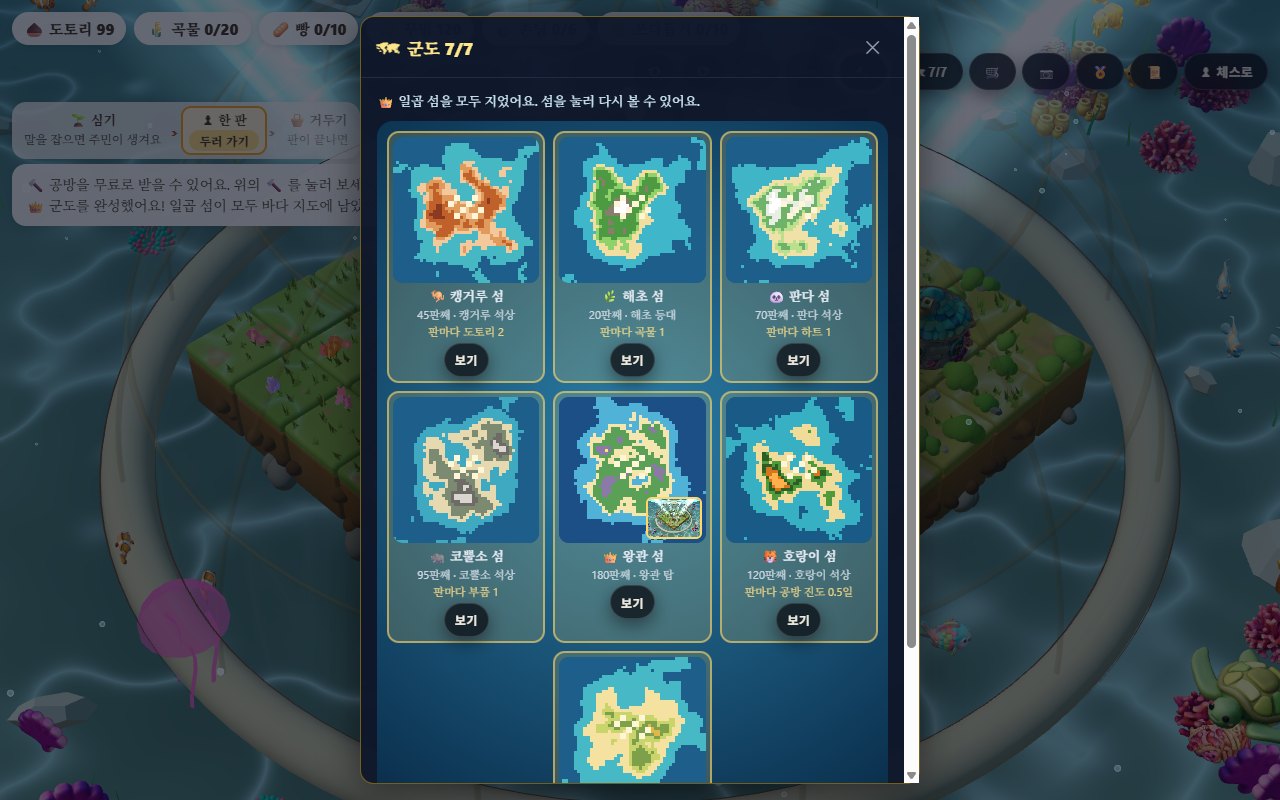 도토리 99
곡물 0/20
빵 0/10
군도 7/7
7/7
체스로
심기
말을 잡으면 주민이 생겨요
한 판
두러 가기
거두기
판이 끝나면
공방을 무료로 받을 수 있어요. 위의 🔨 를 눌러 보세
군도를 완성했어요! 일곱 섬이 모두 바다 지도에 남았
일곱 섬을 모두 지었어요. 섬을 눌러 다시 볼 수 있어요.
캥거루 섬
45판째 · 캥거루 석상
판마다 도토리 2
보기
해초 섬
20판째 · 해초 등대
판마다 곡물 1
보기
판다 섬
70판째 · 판다 석상
판마다 하트 1
보기
코뿔소 섬
95판째 · 코뿔소 석상
판마다 부품 1
보기
왕관 섬
180판째 · 왕관 탑
보기
호랑이 섬
120판째 · 호랑이 석상
판마다 공방 진도 0.5일
보기